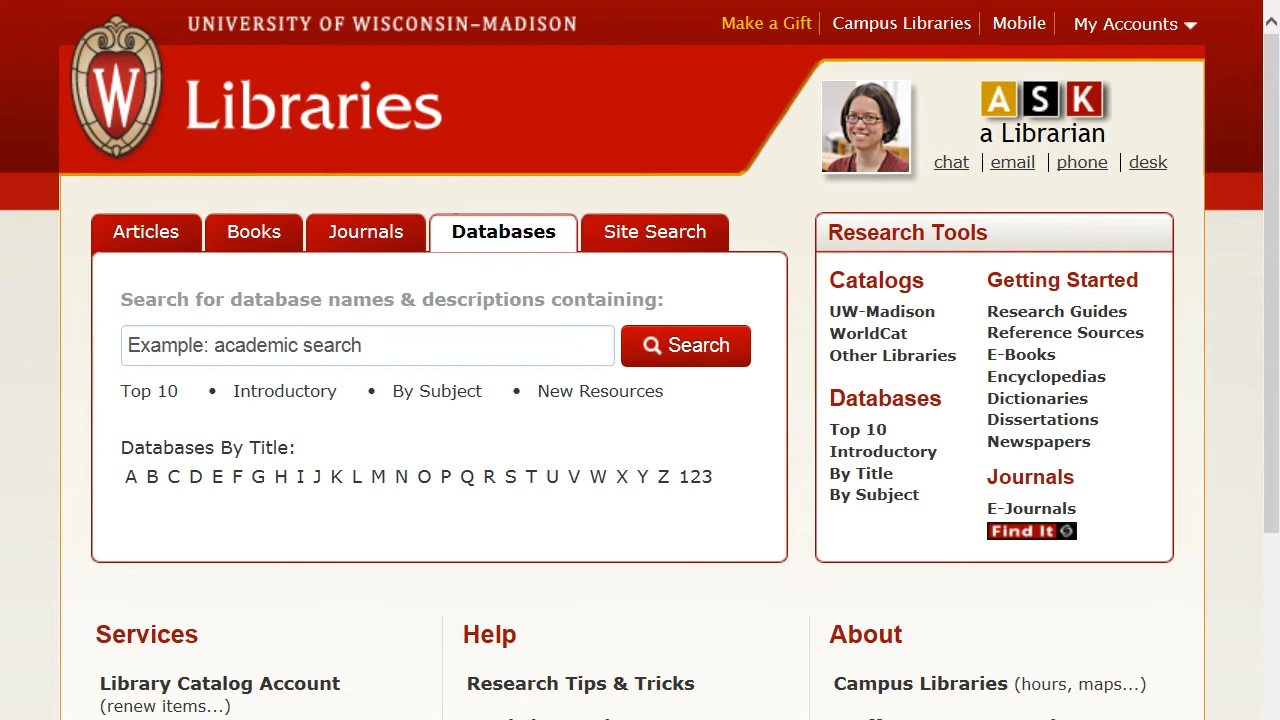 UNIVERSITY OF WISCONSIN–MADISON
Make a Gift
Campus Libraries
Mobile
My Accounts
W
Libraries
A S K
a Librarian
chat
email
phone
desk
Articles
Books
Journals
Databases
Site Search
Search for database names & descriptions containing:
Example: academic search
Search
Top 10 • Introductory • By Subject • New Resources
Databases By Title:
A B C D E F G H I J K L M N O P Q R S T U V W X Y Z 123
Research Tools
Catalogs
UW-Madison
WorldCat
Other Libraries
Databases
Top 10
Introductory
By Title
By Subject
Getting Started
Research Guides
Reference Sources
E-Books
Encyclopedias
Dictionaries
Dissertations
Newspapers
Journals
E-Journals
Find It
Services
Library Catalog Account
(renew items...)
Help
Research Tips & Tricks
About
Campus Libraries (hours, maps...)